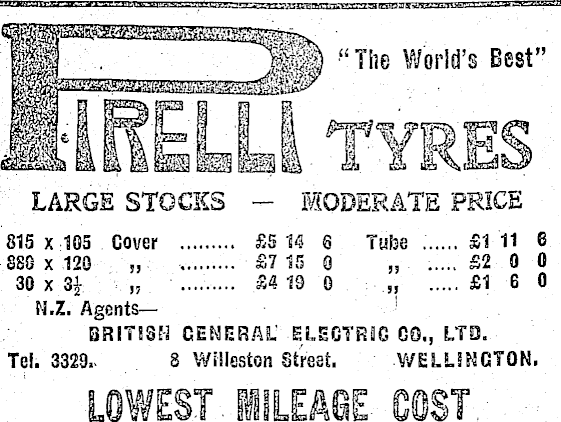 PIRELLI TYRES
"The World's Best"
LARGE STOCKS — MODERATE PRICE
815 x 105 Cover ......... £5 14 6 Tube ...... £1 11 6
880 x 120 ,, ......... £7 15 0 ,, ..... £2 0 0
30 x 3½ ,, ......... £4 19 0 ,, ..... £1 6 0
N.Z. Agents—
BRITISH GENERAL ELECTRIC CO., LTD.
Tel. 3329. 8 Willeston Street. WELLINGTON.
LOWEST MILEAGE COST